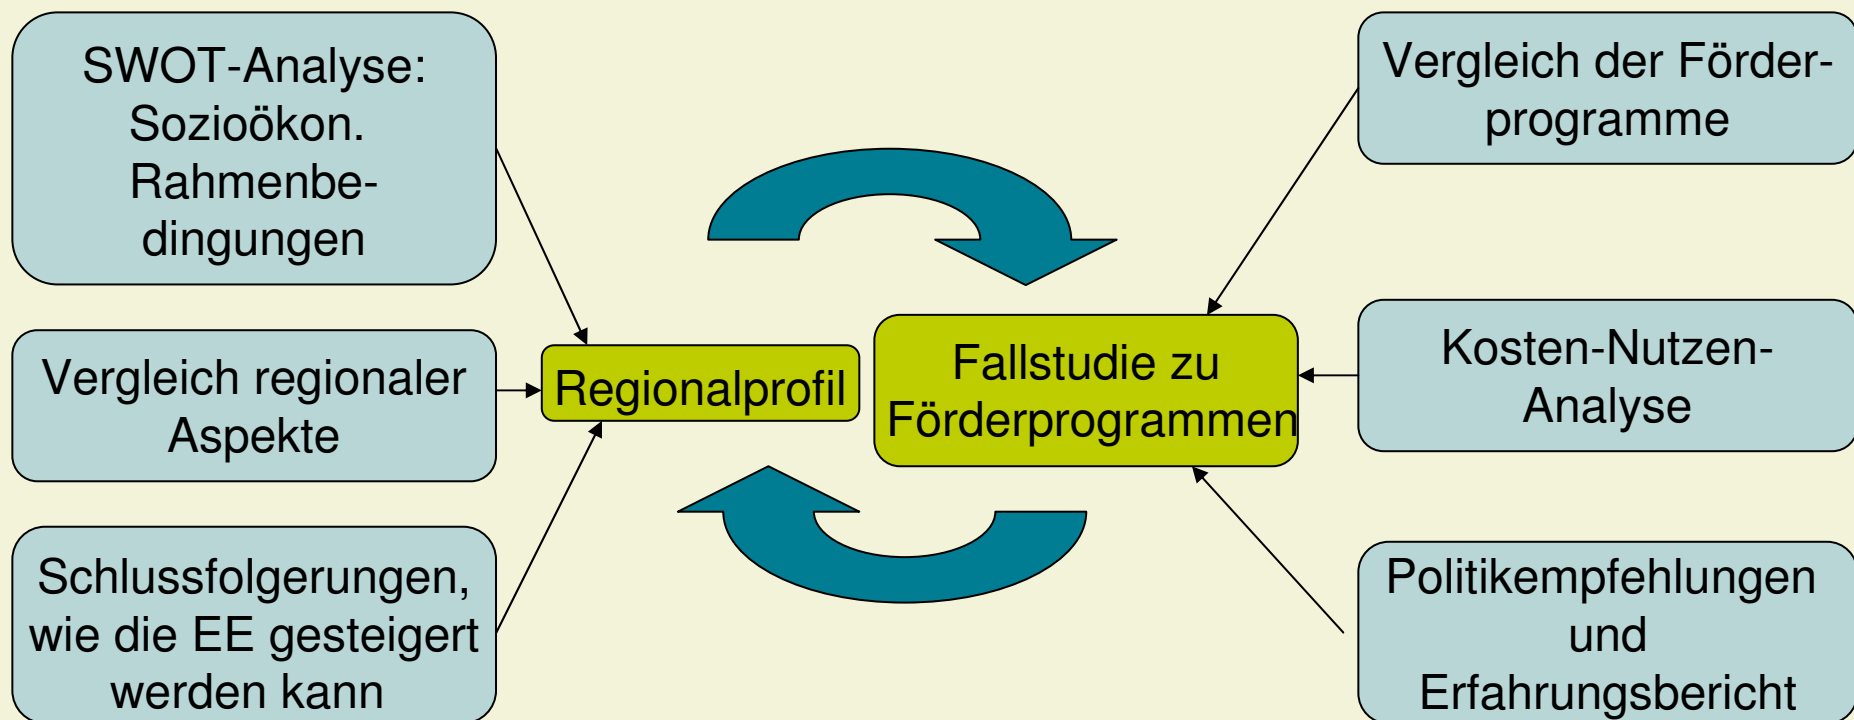 SWOT-Analyse:
Sozioökon.
Rahmenbe-
dingungen
Vergleich regionaler
Aspekte
Schlussfolgerungen,
wie die EE gesteigert
werden kann
Regionalprofil
Fallstudie zu
Förderprogrammen
Vergleich der Förder-
programme
Kosten-Nutzen-
Analyse
Politikempfehlungen
und
Erfahrungsbericht